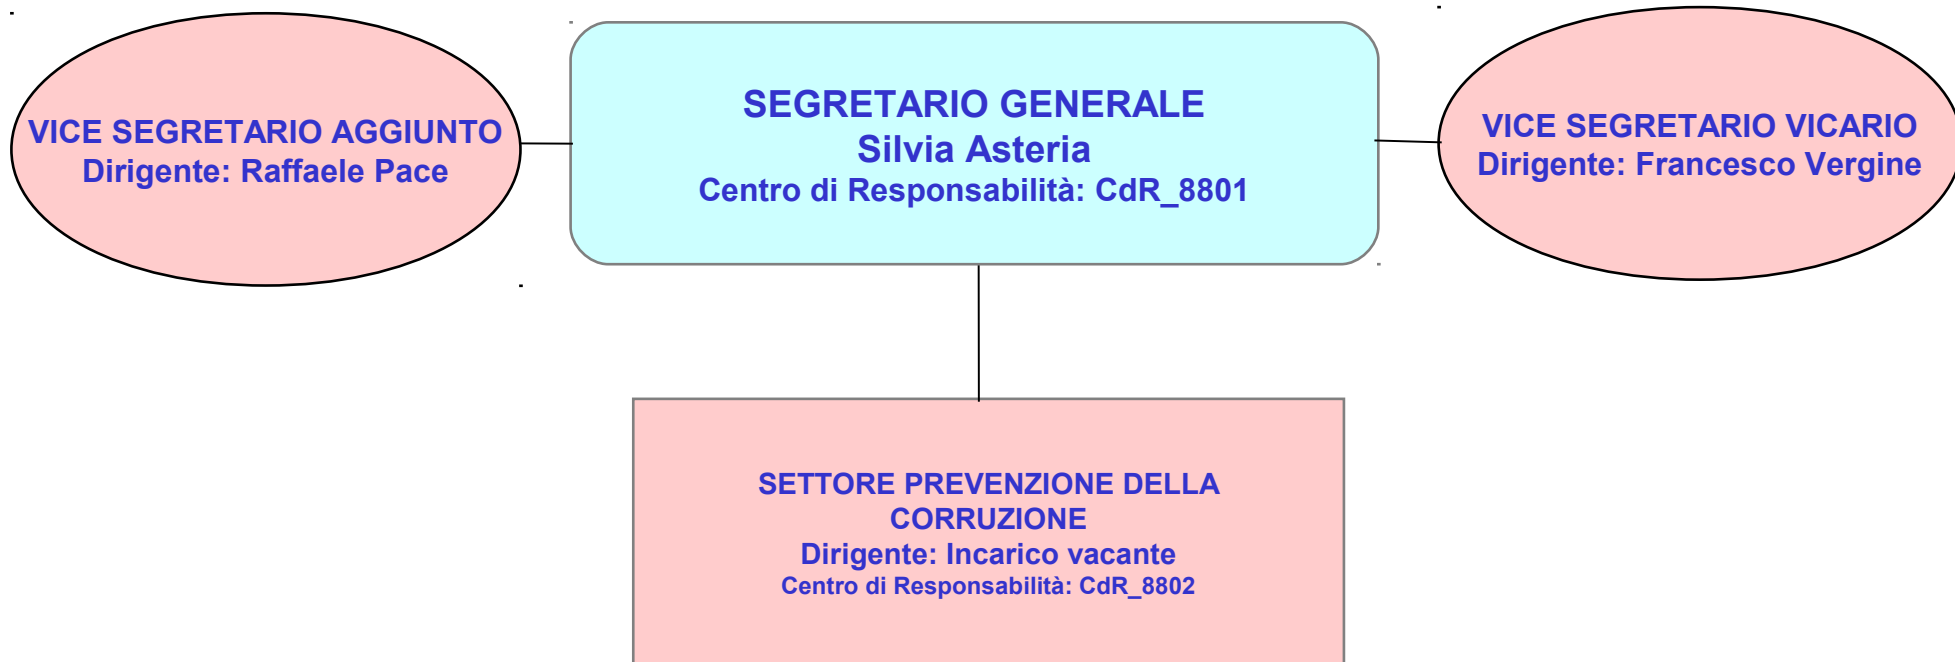 VICE SEGRETARIO AGGIUNTO
Dirigente: Raffaele Pace
SEGRETARIO GENERALE
Silvia Asteria
Centro di Responsabilità: CdR_8801
VICE SEGRETARIO VICARIO
Dirigente: Francesco Vergine
SETTORE PREVENZIONE DELLA
CORRUZIONE
Dirigente: Incarico vacante
Centro di Responsabilità: CdR_8802